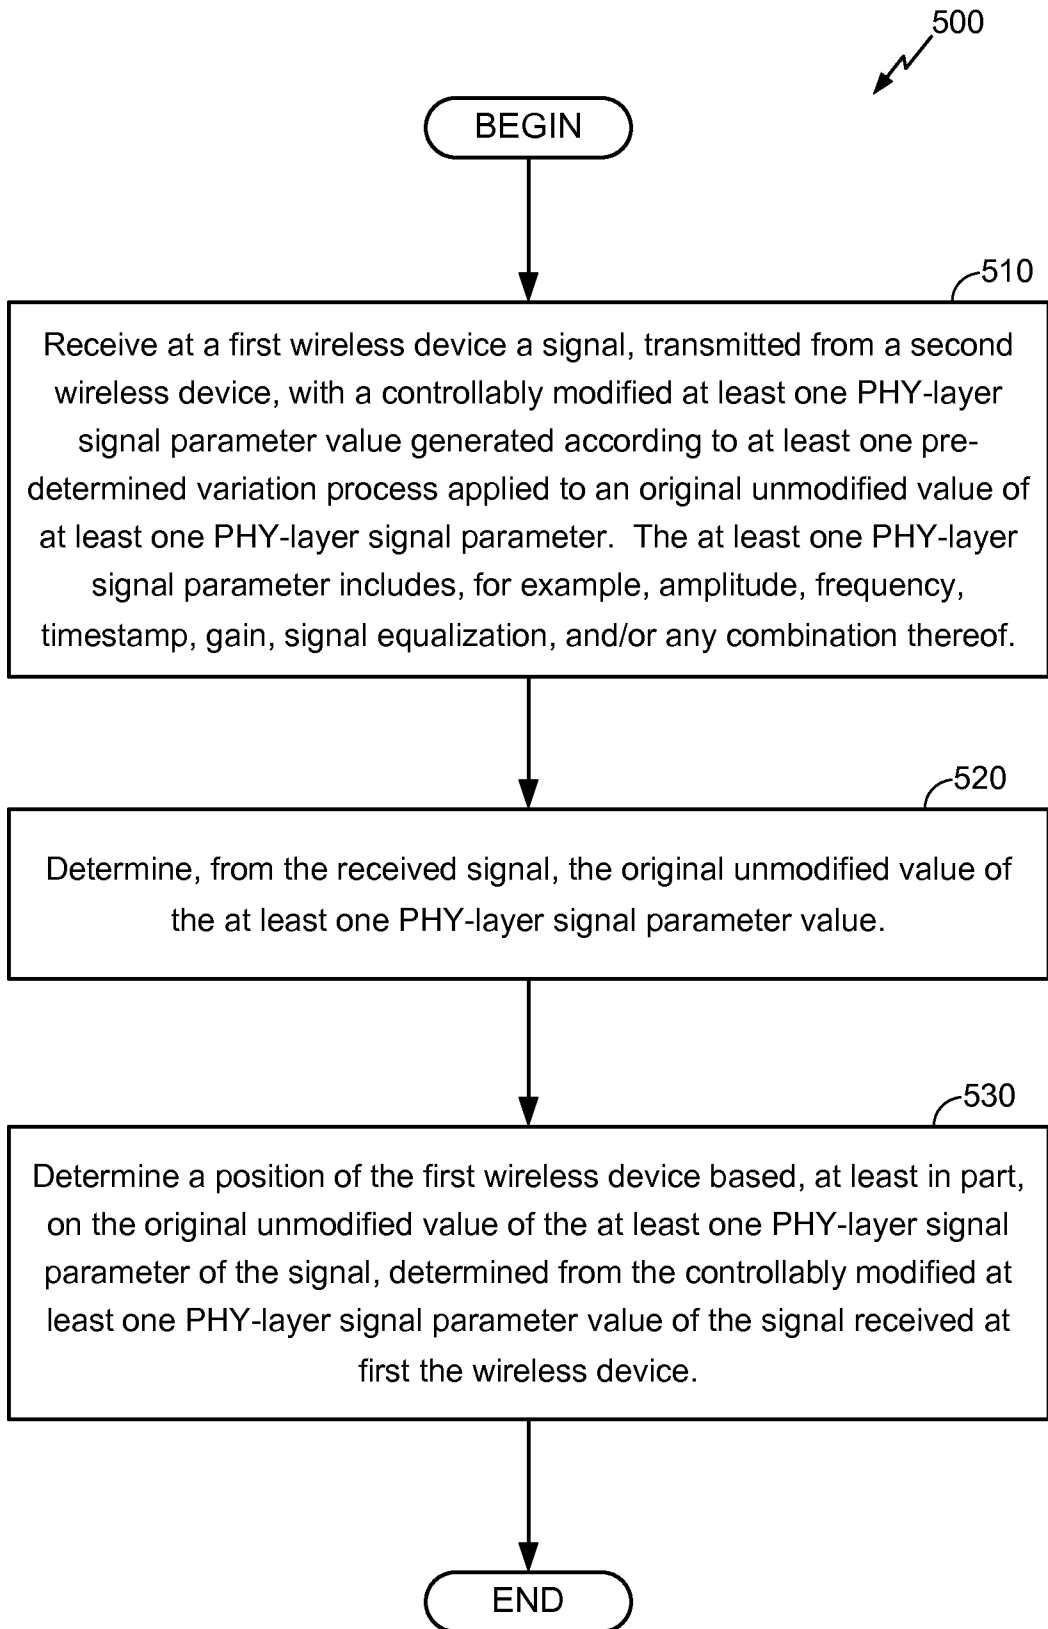 500
BEGIN
510
Receive at a first wireless device a signal, transmitted from a second
wireless device, with a controllably modified at least one PHY-layer
signal parameter value generated according to at least one pre-
determined variation process applied to an original unmodified value of
at least one PHY-layer signal parameter.  The at least one PHY-layer
signal parameter includes, for example, amplitude, frequency,
timestamp, gain, signal equalization, and/or any combination thereof.
520
Determine, from the received signal, the original unmodified value of
the at least one PHY-layer signal parameter value.
530
Determine a position of the first wireless device based, at least in part,
on the original unmodified value of the at least one PHY-layer signal
parameter of the signal, determined from the controllably modified at
least one PHY-layer signal parameter value of the signal received at
first the wireless device.
END